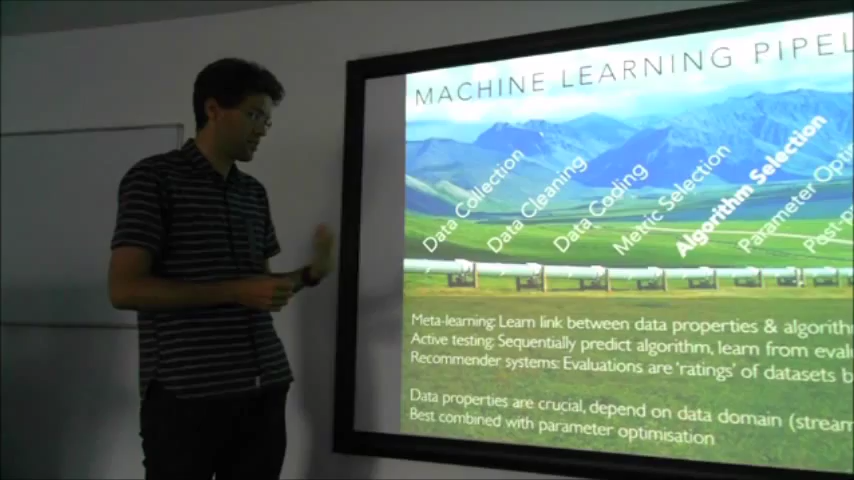 MACHINE LEARNING PIPEL
Data Collection
Data Cleaning
Data Coding
Metric Selection
Algorithm Selection
Parameter Opti
Post-p
Meta-learning: Learn link between data properties & algorith
Active testing: Sequentially predict algorithm, learn from eval
Recommender systems: Evaluations are 'ratings' of datasets b
Data properties are crucial, depend on data domain (stream
Best combined with parameter optimisation